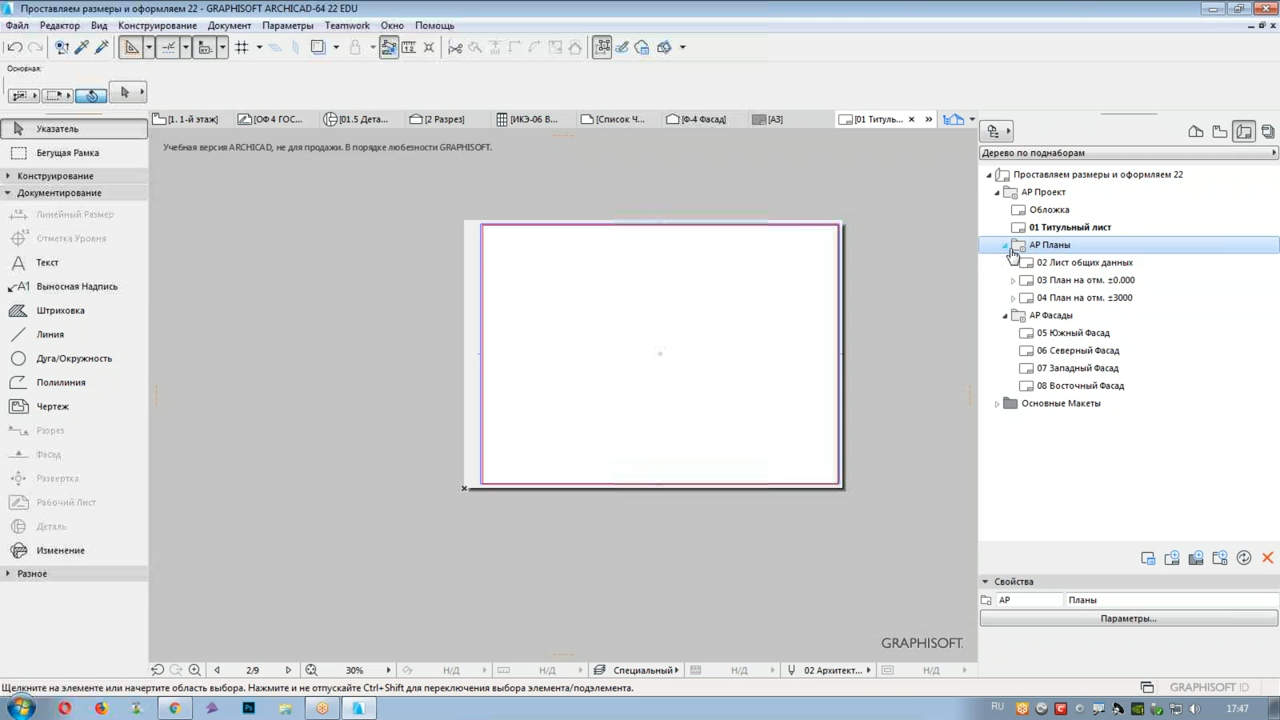 Проставляем размеры и оформляем 22 - GRAPHISOFT ARCHICAD-64 22 EDU
Файл Редактор Вид Конструирование Документ Параметры Teamwork Окно Помощь
Основная:
[1. 1-й этаж] [ОФ 4 ГОС... [01.5 Дета... [2 Разрез] [ИКЭ-06 В... [Список Ч... [Ф-4 Фасад] [A3] [01 Титуль...
Указатель
Бегущая Рамка
Конструирование
Документирование
Линейный Размер
Отметка Уровня
Текст
Выносная Надпись
Штриховка
Линия
Дуга/Окружность
Полилиния
Чертеж
Разрез
Фасад
Развертка
Рабочий Лист
Деталь
Изменение
Разное
Учебная версия ARCHICAD, не для продажи. В порядке любезности GRAPHISOFT.
GRAPHISOFT.
Дерево по поднаборам
Проставляем размеры и оформляем 22
АР Проект
Обложка
01 Титульный лист
АР Планы
02 Лист общих данных
03 План на отм. ±0.000
04 План на отм. ±3000
АР Фасады
05 Южный Фасад
06 Северный Фасад
07 Западный Фасад
08 Восточный Фасад
Основные Макеты
Свойства
АР Планы
Параметры...
2/9 30% Н/Д Н/Д Специальный Н/Д 02 Архитект... Н/Д
Щелкните на элементе или начертите область выбора. Нажмите и не отпускайте Ctrl+Shift для переключения выбора элемента/подэлемента.
GRAPHISOFT ID
RU 17:47